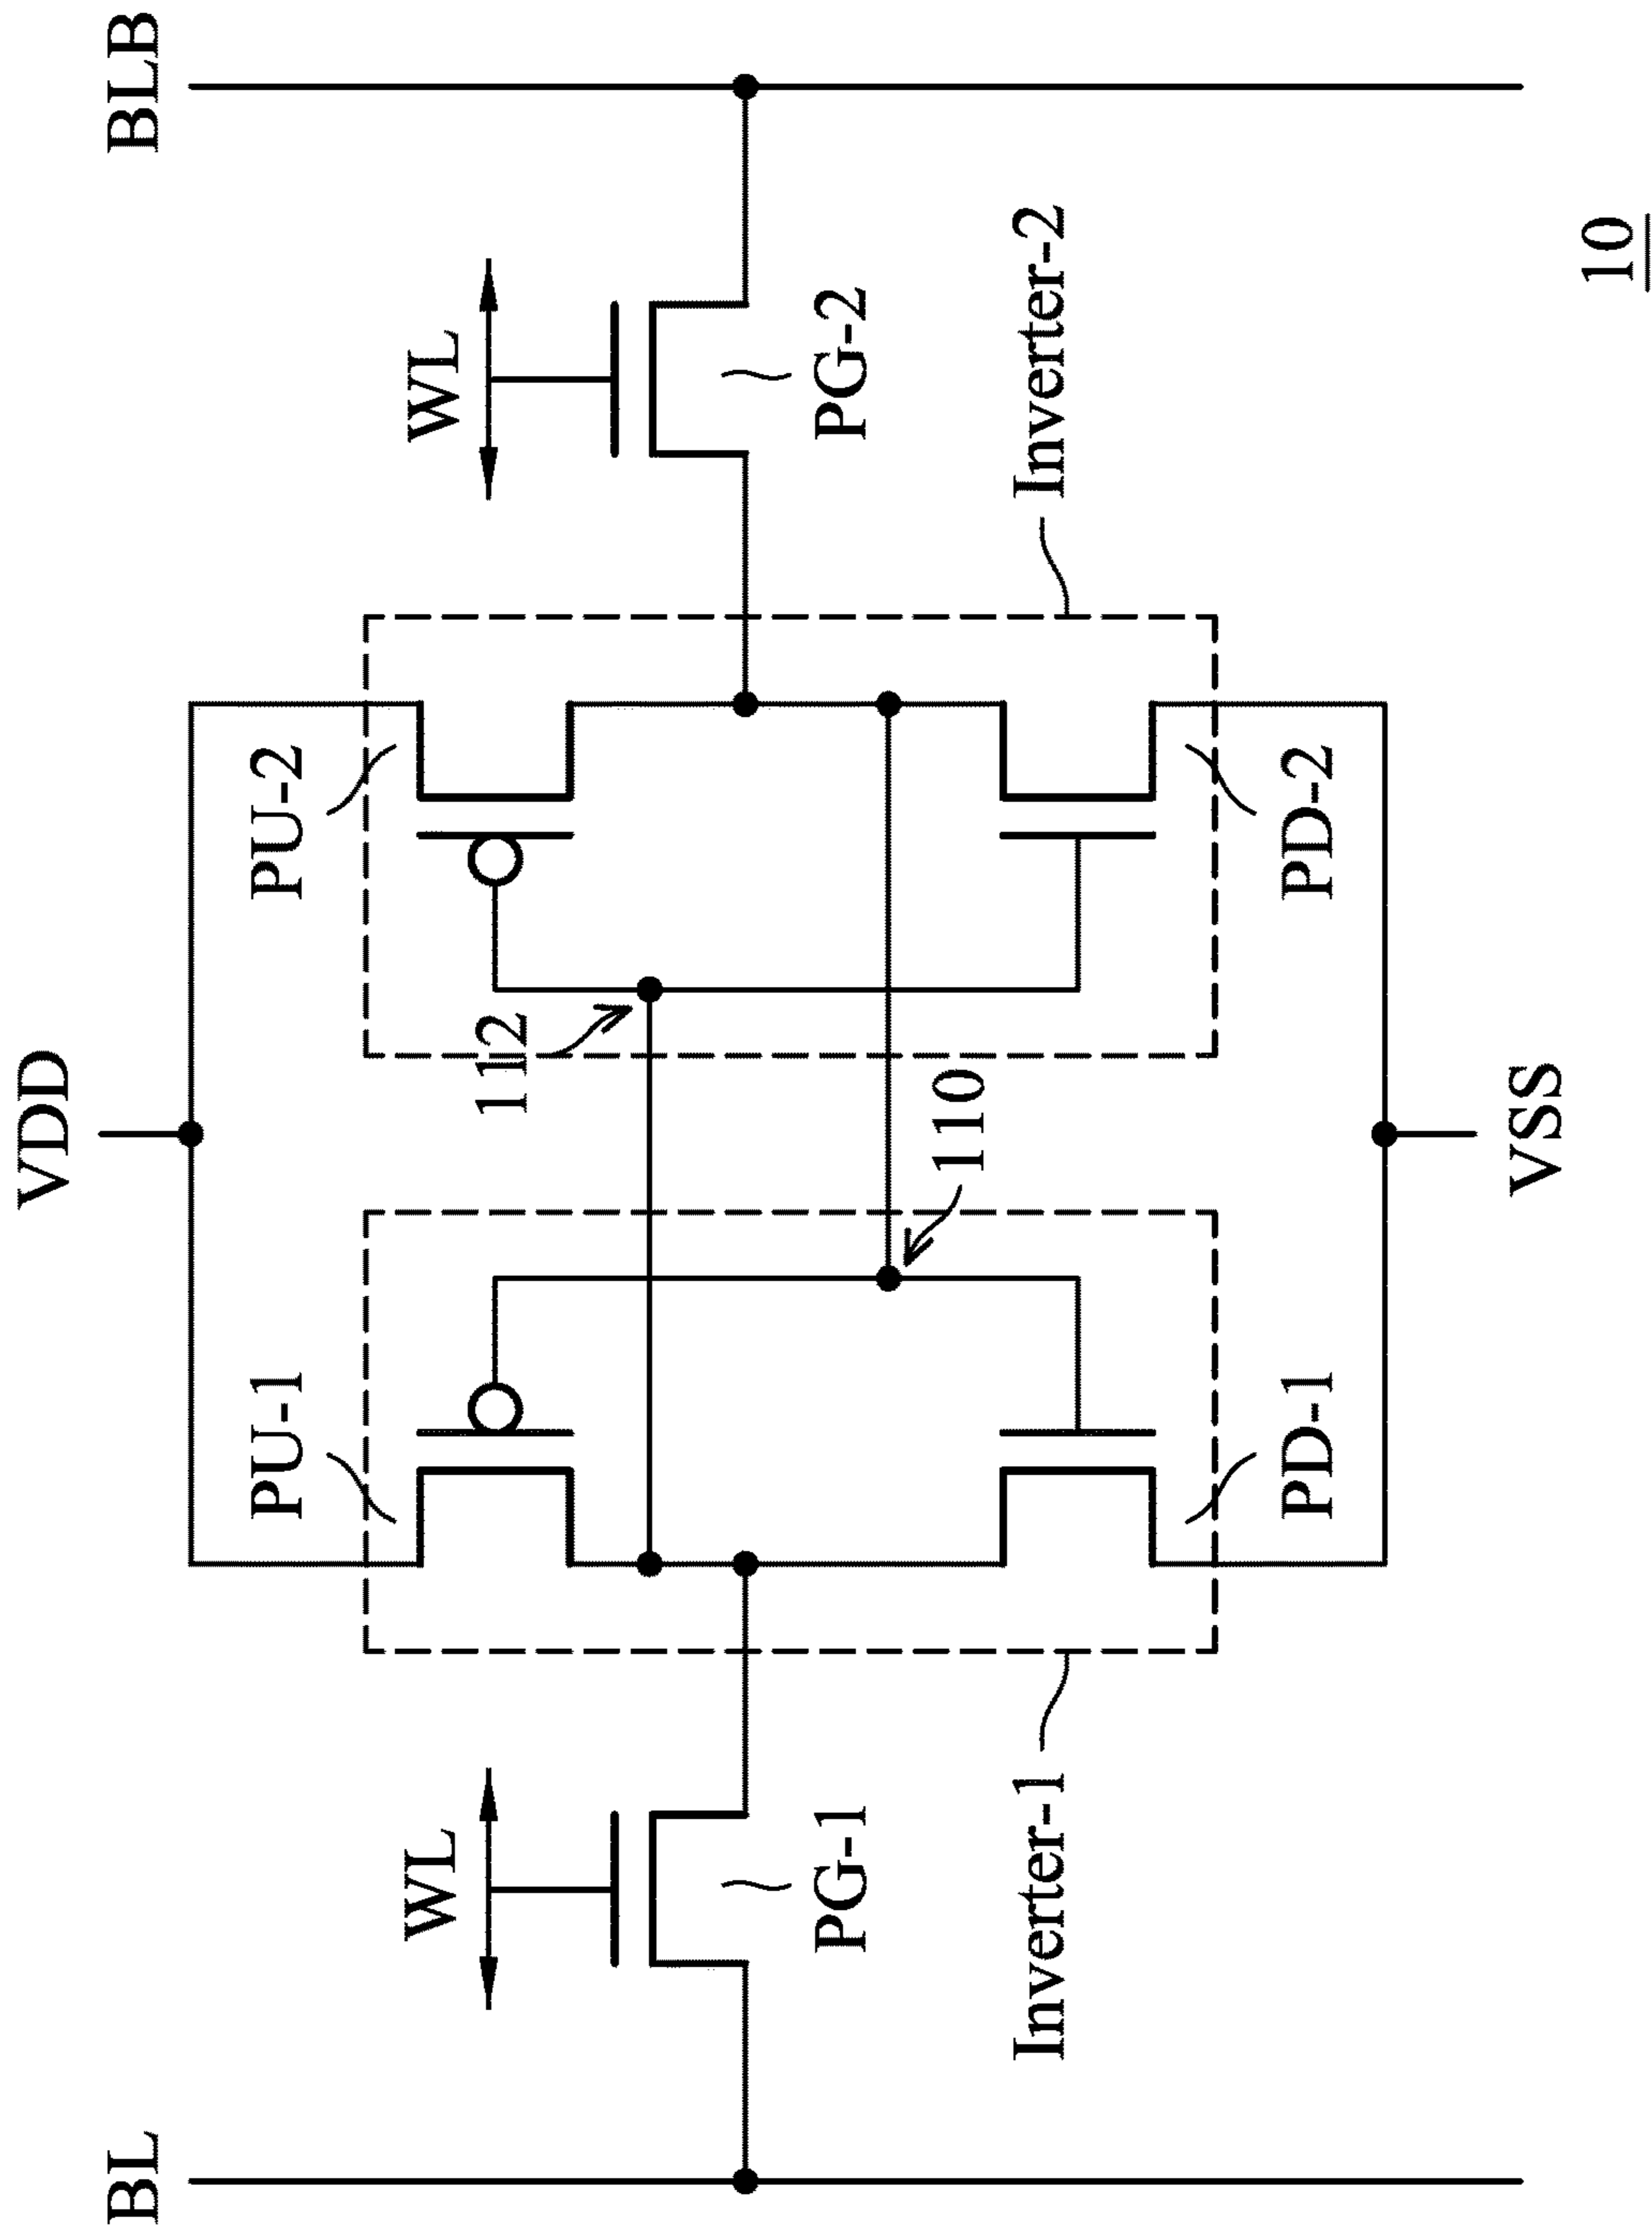 VDD
BL
BLB
PU-1
PU-2
WL
WL
112
PG-1
PG-2
110
Inverter-1
Inverter-2
PD-1
PD-2
VSS
10